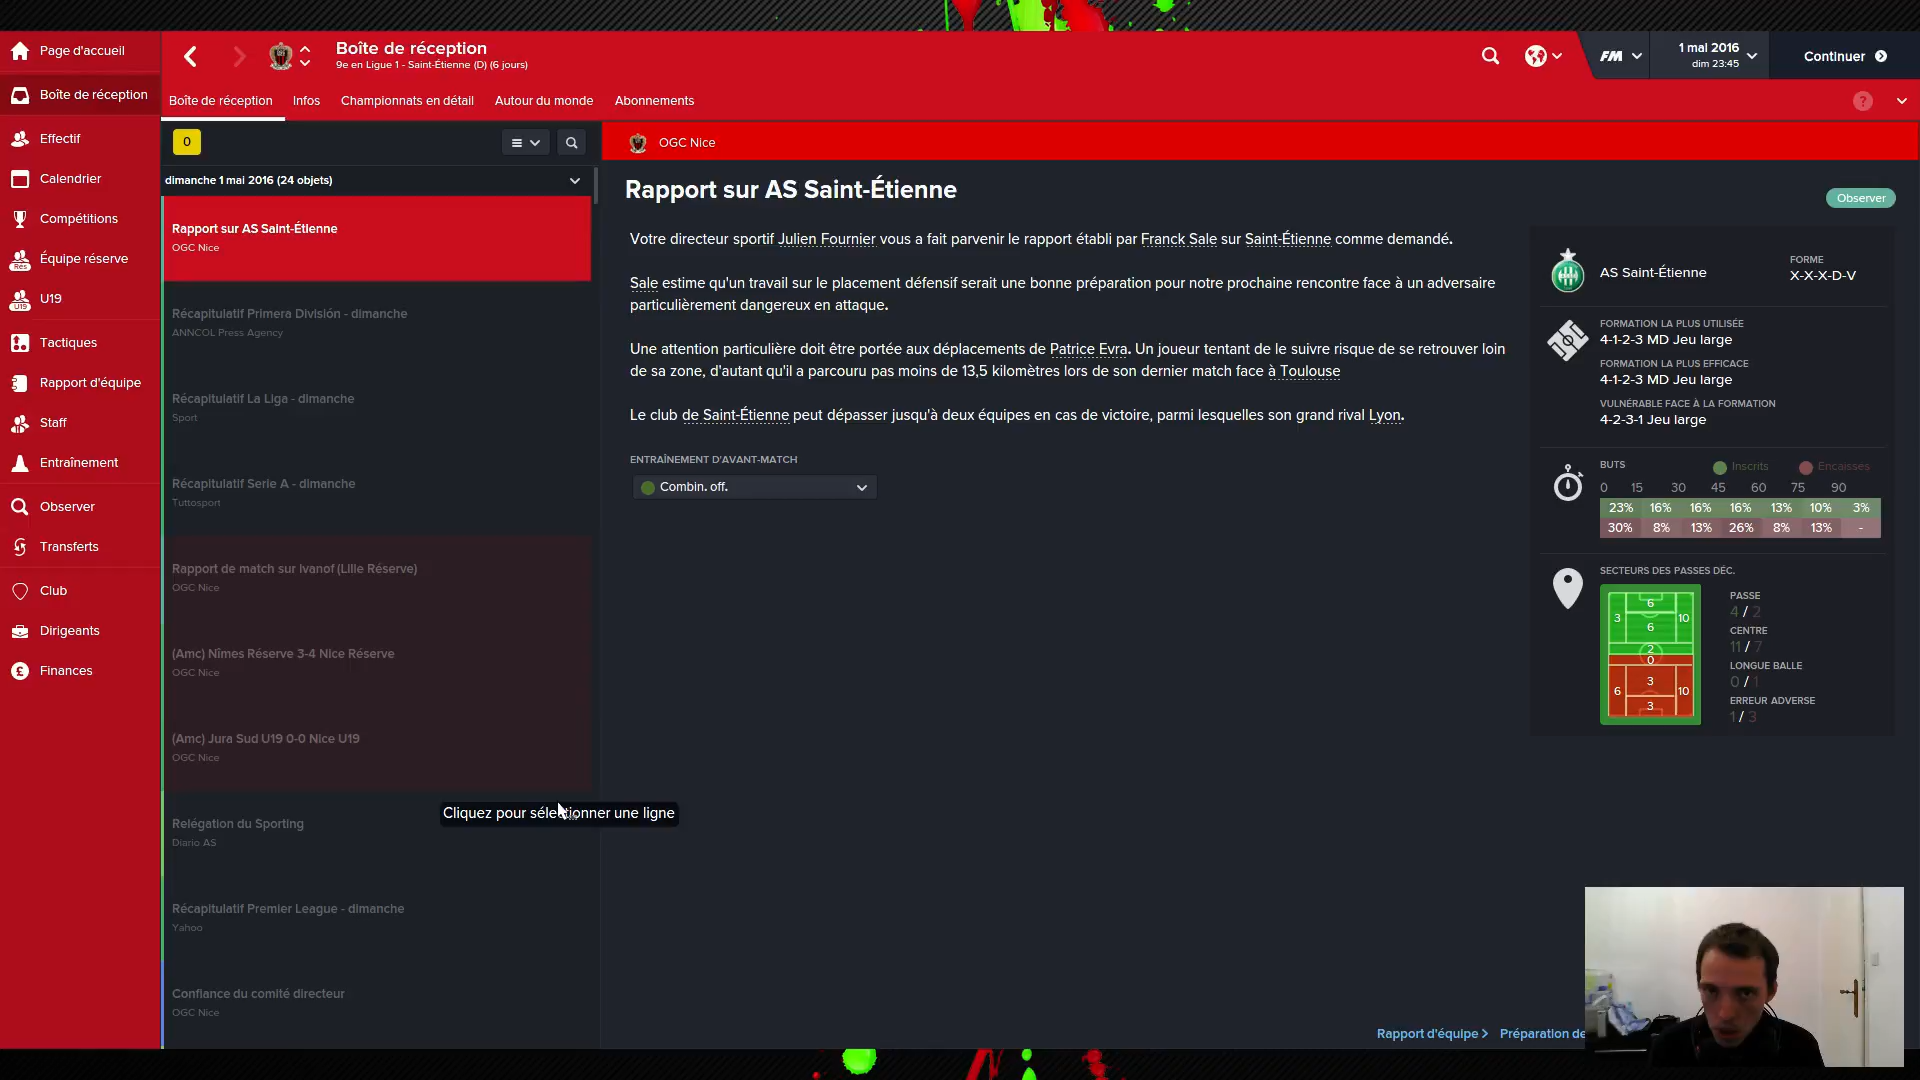 Page d'accueil
Boîte de réception
Effectif
Calendrier
Compétitions
Équipe réserve
Rés
U19
U19
Tactiques
Rapport d'équipe
Staff
Entraînement
Observer
Transferts
Club
Dirigeants
Finances
Boîte de réception
9e en Ligue 1 - Saint-Étienne (D) (6 jours)
FM
1 mai 2016
dim 23:45
Continuer
Boîte de réception
Infos
Championnats en détail
Autour du monde
Abonnements
?
0
dimanche 1 mai 2016 (24 objets)
Rapport sur AS Saint-Étienne
OGC Nice
Récapitulatif Primera División - dimanche
ANNCOL Press Agency
Récapitulatif La Liga - dimanche
Sport
Récapitulatif Serie A - dimanche
Tuttosport
Rapport de match sur Ivanof (Lille Réserve)
OGC Nice
(Amc) Nîmes Réserve 3-4 Nice Réserve
OGC Nice
(Amc) Jura Sud U19 0-0 Nice U19
OGC Nice
Relégation du Sporting
Diario AS
Récapitulatif Premier League - dimanche
Yahoo
Confiance du comité directeur
OGC Nice
Cliquez pour sélectionner une ligne
OGC Nice
Rapport sur AS Saint-Étienne
Observer
Votre directeur sportif Julien Fournier vous a fait parvenir le rapport établi par Franck Sale sur Saint-Étienne comme demandé.
Sale estime qu'un travail sur le placement défensif serait une bonne préparation pour notre prochaine rencontre face à un adversaire
particulièrement dangereux en attaque.
Une attention particulière doit être portée aux déplacements de Patrice Evra. Un joueur tentant de le suivre risque de se retrouver loin
de sa zone, d'autant qu'il a parcouru pas moins de 13,5 kilomètres lors de son dernier match face à Toulouse
Le club de Saint-Étienne peut dépasser jusqu'à deux équipes en cas de victoire, parmi lesquelles son grand rival Lyon.
ENTRAÎNEMENT D'AVANT-MATCH
Combin. off.
AS Saint-Étienne
FORME
X-X-X-D-V
FORMATION LA PLUS UTILISÉE
4-1-2-3 MD Jeu large
FORMATION LA PLUS EFFICACE
4-1-2-3 MD Jeu large
VULNÉRABLE FACE À LA FORMATION
4-2-3-1 Jeu large
BUTS
Inscrits
Encaissés
0 15 30 45 60 75 90
23% 16% 16% 16% 13% 10% 3%
30% 8% 13% 26% 8% 13% -
SECTEURS DES PASSES DÉC.
6
3 10
6
2
0
3
6 10
3
PASSE
4 / 2
CENTRE
11 / 7
LONGUE BALLE
0 / 1
ERREUR ADVERSE
1 / 3
Rapport d'équipe
Préparation de